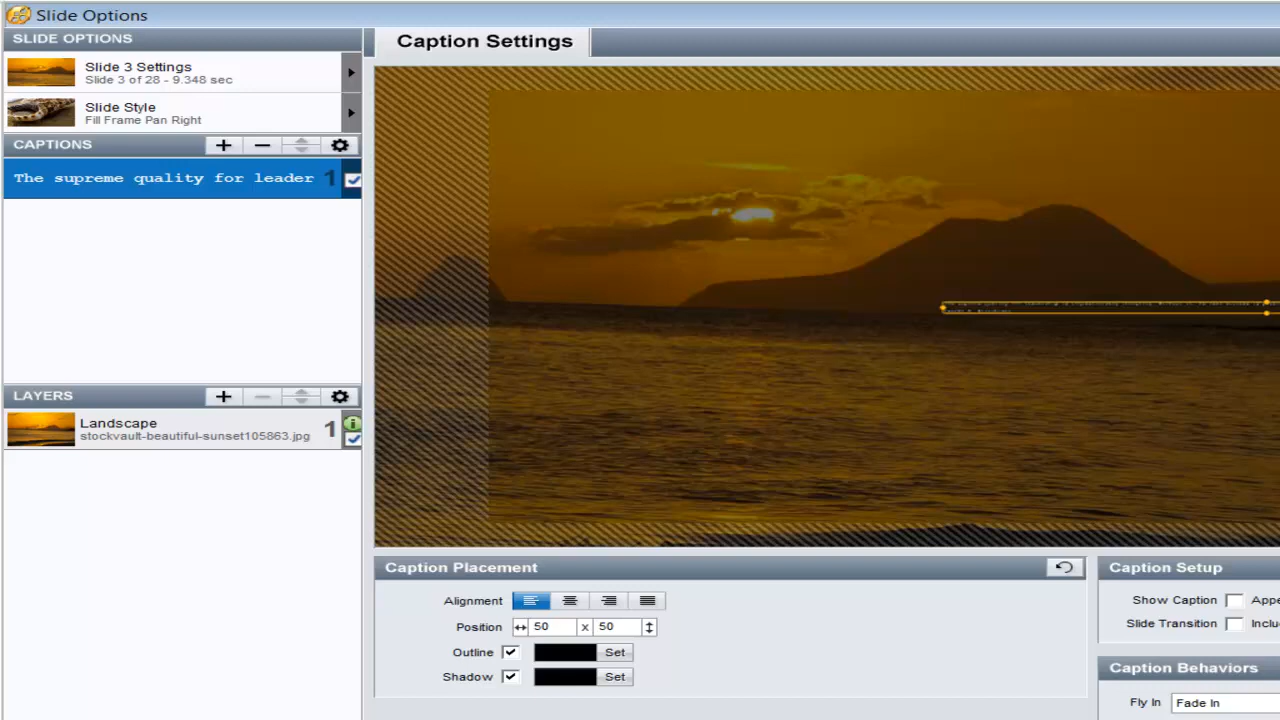 Slide Options
SLIDE OPTIONS
Slide 3 Settings
Slide 3 of 28 - 9.348 sec
Slide Style
Fill Frame Pan Right
CAPTIONS
The supreme quality for leader 1
LAYERS
Landscape
stockvault-beautiful-sunset105863.jpg
1
Caption Settings
Caption Placement
Alignment
Position 50 x 50
Outline Set
Shadow Set
Caption Setup
Show Caption Appe
Slide Transition Inclu
Caption Behaviors
Fly In Fade In